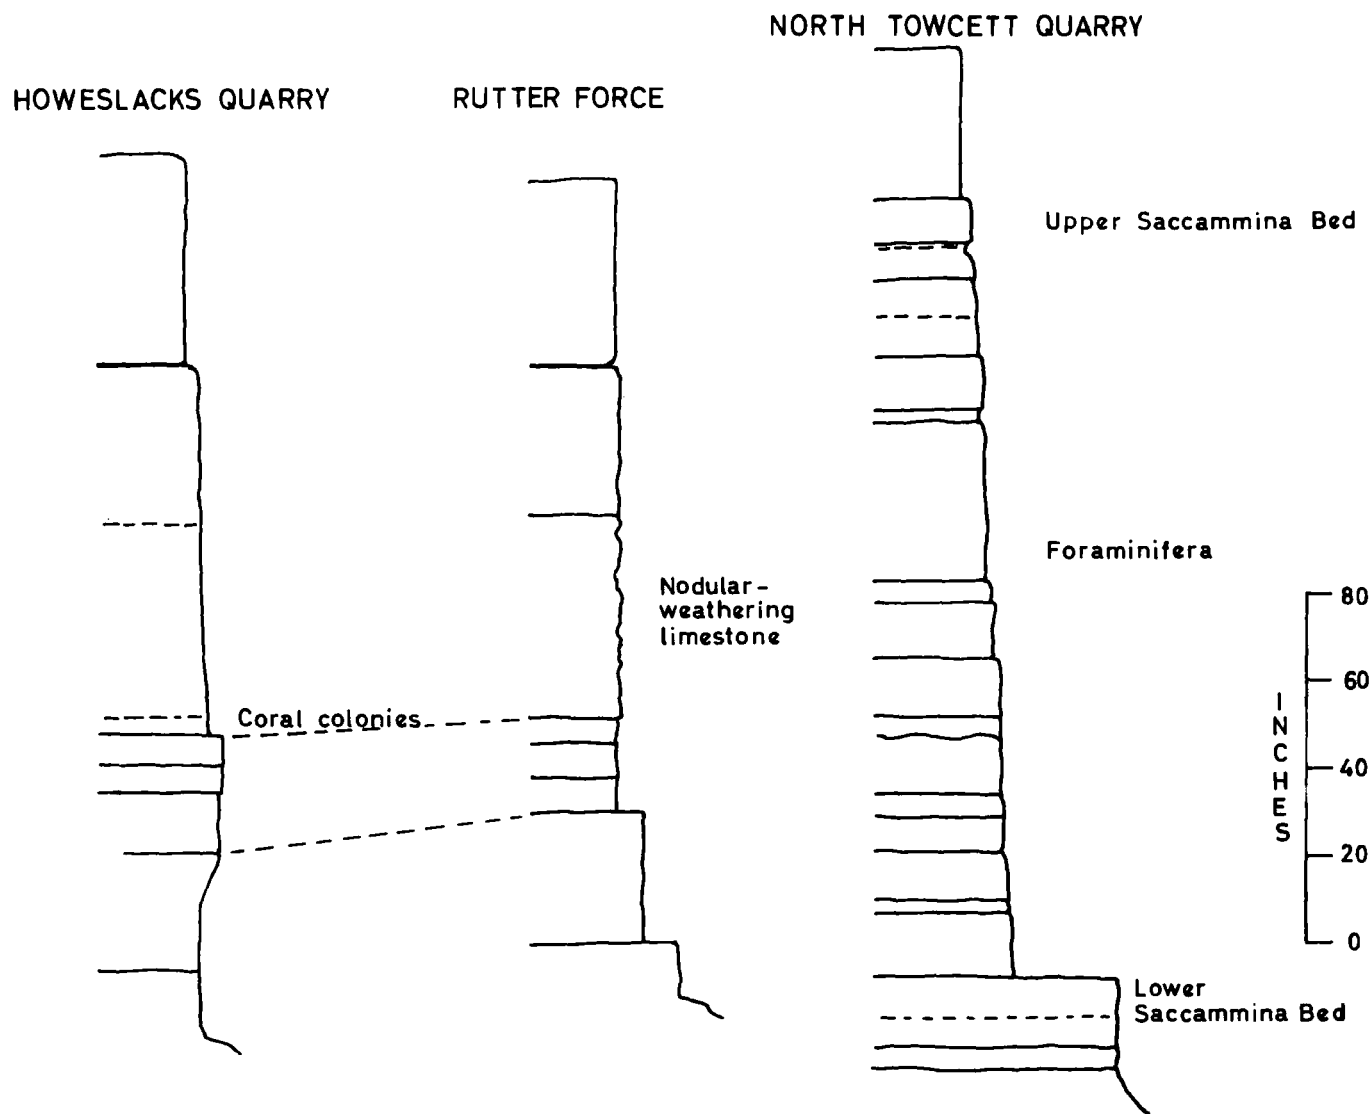 NORTH TOWCETT QUARRY
HOWESLACKS QUARRY
RUTTER FORCE
Upper Saccammina Bed
Foraminifera
Nodular-
weathering
limestone
Coral colonies
80
60
40
20
0
INCHES
Lower
Saccammina Bed